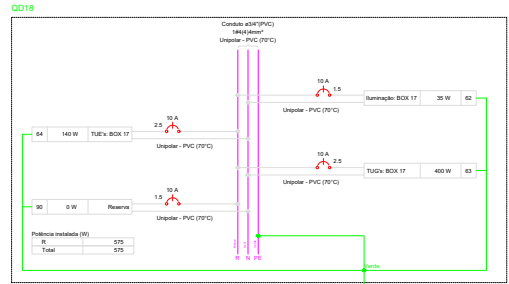 QD18
Conduto ø3/4"(PVC)
1#4(4)4mm²
Unipolar - PVC (70°C)
10 A
1.5
Iluminação: BOX 17 35 W 62
Unipolar - PVC (70°C)
10 A
2.5
64 140 W TUE's: BOX 17
Unipolar - PVC (70°C)
10 A
2.5
TUG's: BOX 17 400 W 63
Unipolar - PVC (70°C)
10 A
1.5
90 0 W Reserva
Unipolar - PVC (70°C)
Potência instalada (W)
R 575
Total 575
R N PE
Verde